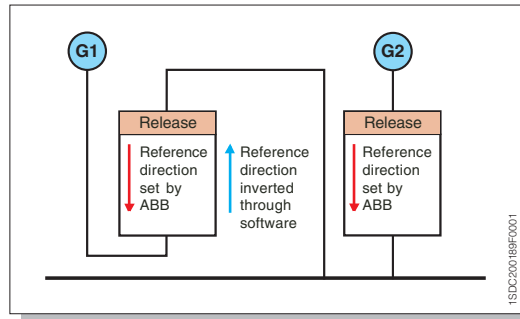 G1
G2
Release
Reference
direction
set by
ABB
Reference
direction
inverted
through
software
Release
Reference
direction
set by
ABB
1SDC200189F0001